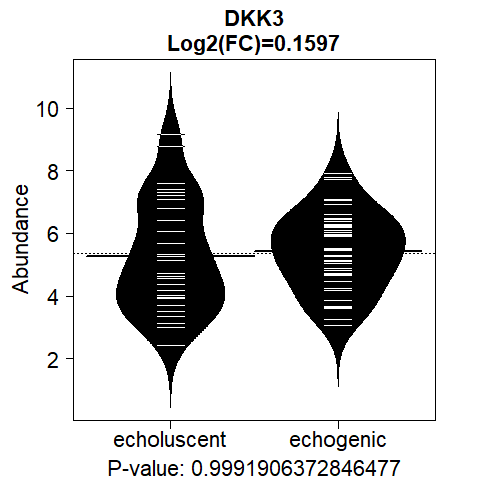 DKK3
Log2(FC)=0.1597
Abundance
10
8
6
4
2
echoluscent echogenic
P-value: 0.9991906372846477